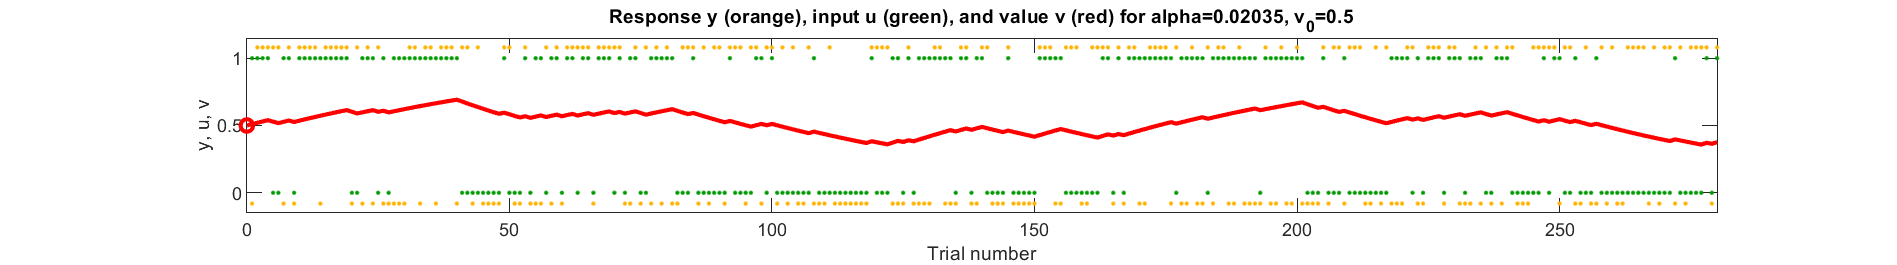 Response y (orange), input u (green), and value v (red) for alpha=0.02035, v0=0.5
y, u, v
1
0.5
0
0 50 100 150 200 250
Trial number